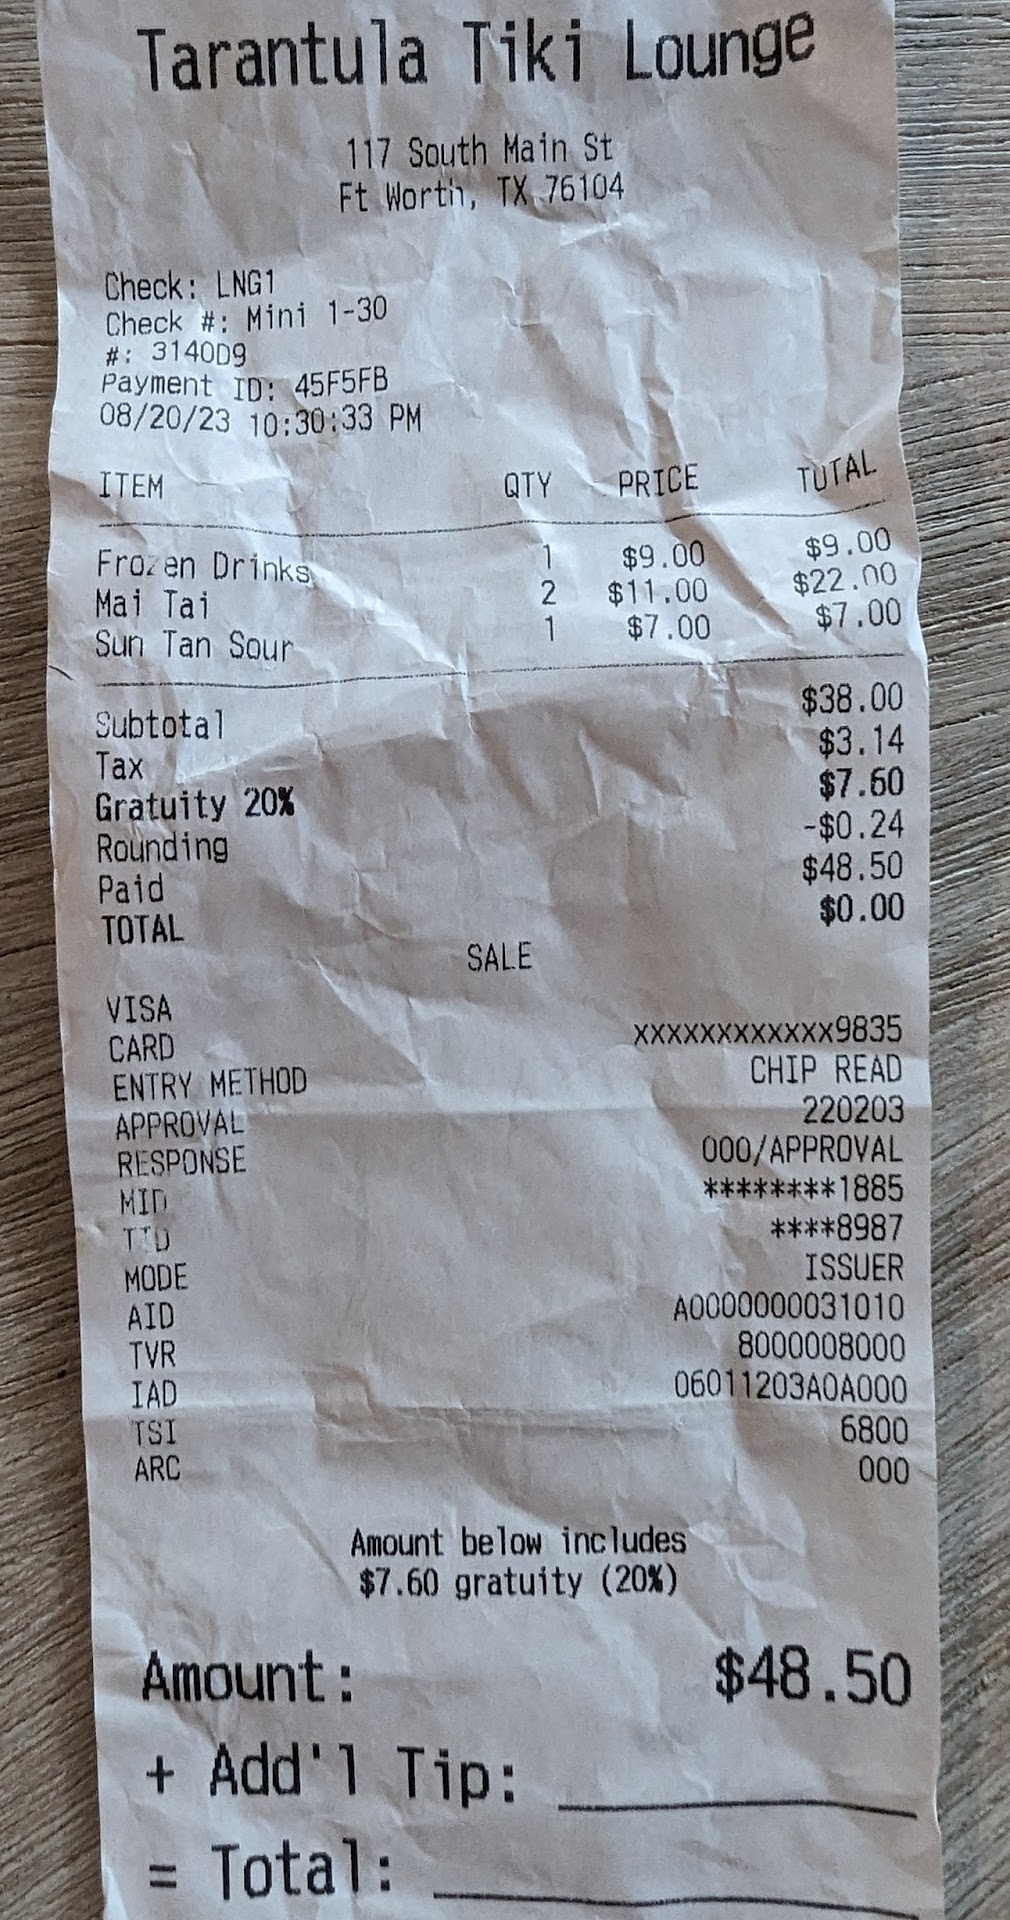 Tarantula Tiki Lounge
117 South Main St
Ft Worth, TX 76104
Check: LNG1
Check #: Mini 1-30
#: 3140D9
Payment ID: 45F5FB
08/20/23 10:30:33 PM
ITEM QTY PRICE TOTAL
Frozen Drinks 1 $9.00 $9.00
Mai Tai 2 $11.00 $22.00
Sun Tan Sour 1 $7.00 $7.00
Subtotal $38.00
Tax $3.14
Gratuity 20% $7.60
Rounding -$0.24
Paid $48.50
TOTAL $0.00
SALE
VISA
CARD XXXXXXXXXXXX9835
ENTRY METHOD CHIP READ
APPROVAL 220203
RESPONSE 000/APPROVAL
MID ********1885
TID ****8987
MODE ISSUER
AID A0000000031010
TVR 8000008000
IAD 06011203A0A000
TSI 6800
ARC 000
Amount below includes
$7.60 gratuity (20%)
Amount: $48.50
+ Add'l Tip:
= Total: